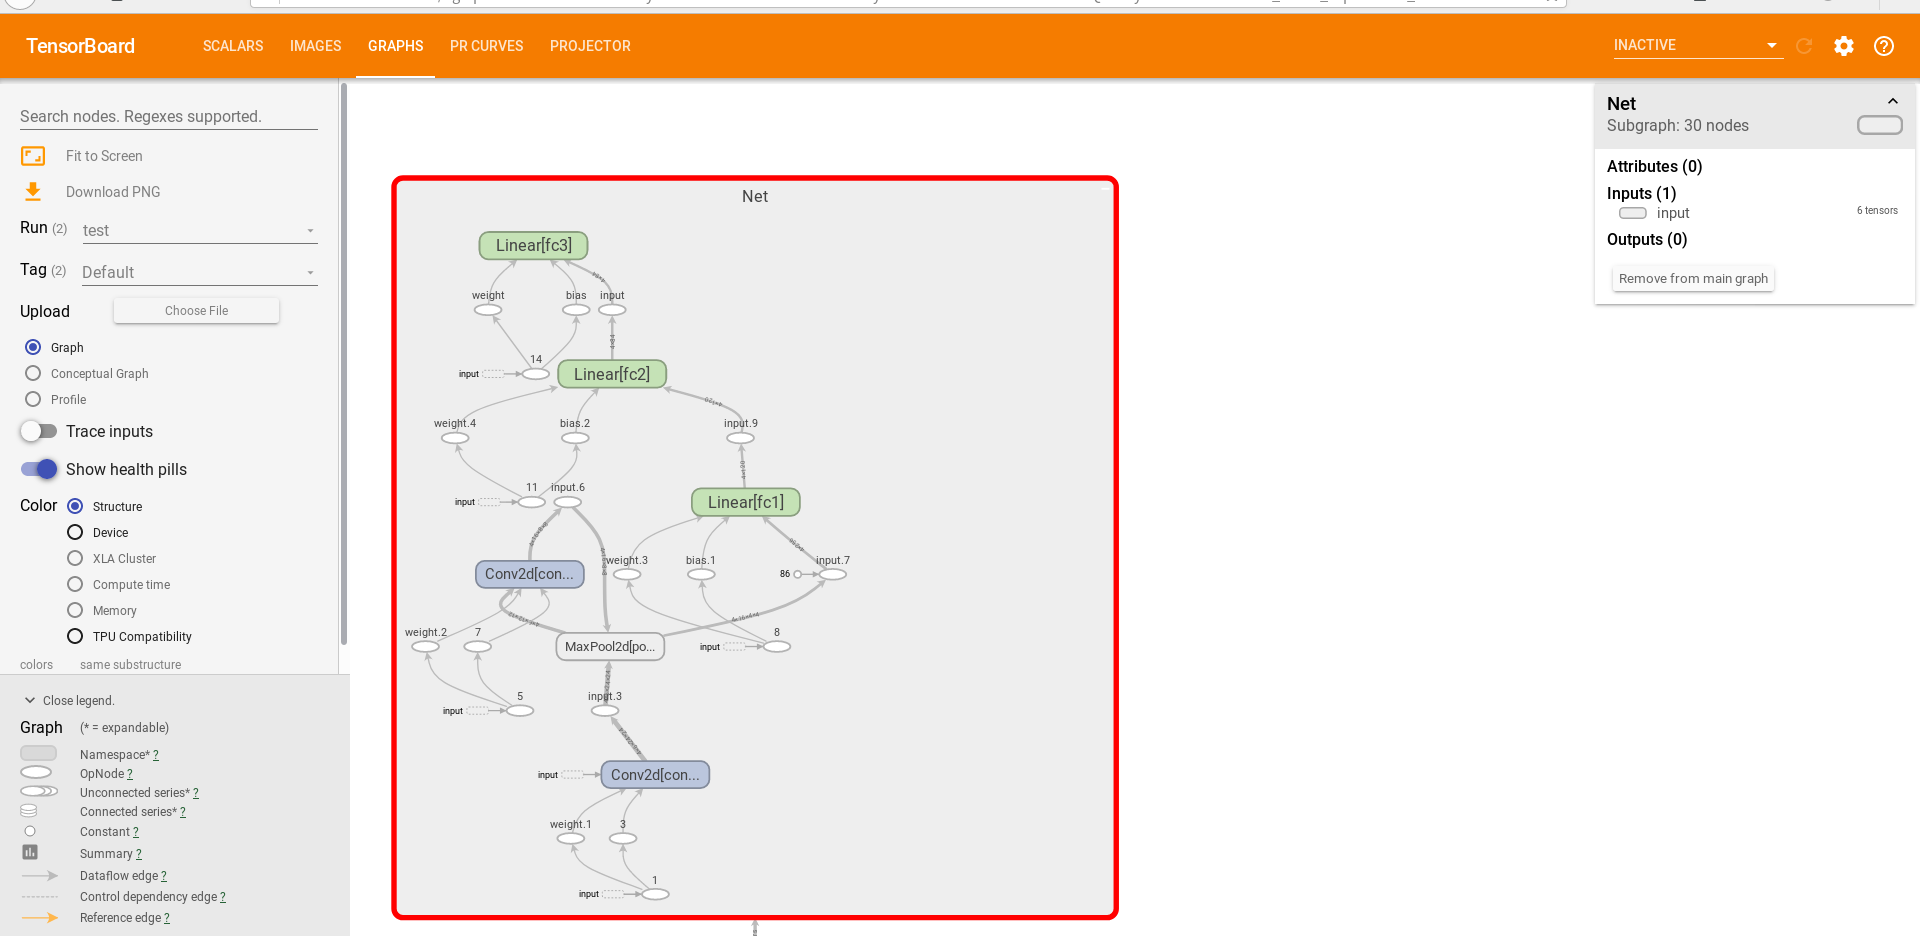 TensorBoard SCALARS IMAGES GRAPHS PR CURVES PROJECTOR INACTIVE
Search nodes. Regexes supported.
Fit to Screen
Download PNG
Run (2) test
Tag (2) Default
Upload Choose File
Graph
Conceptual Graph
Profile
Trace inputs
Show health pills
Color Structure
Device
XLA Cluster
Compute time
Memory
TPU Compatibility
colors same substructure
Close legend.
Graph (* = expandable)
Namespace* ?
OpNode ?
Unconnected series* ?
Connected series* ?
Constant ?
Summary ?
Dataflow edge ?
Control dependency edge ?
Reference edge ?
Net
Linear[fc3]
weight bias input
14
input Linear[fc2]
weight.4 bias.2 input.9
11 input.6
input Linear[fc1]
weight.3 bias.1 input.7
Conv2d[con... 86
weight.2 7 8
MaxPool2d[po... input
5 input.3
input
input Conv2d[con...
weight.1 3
1
input
Net
Subgraph: 30 nodes
Attributes (0)
Inputs (1)
input 6 tensors
Outputs (0)
Remove from main graph